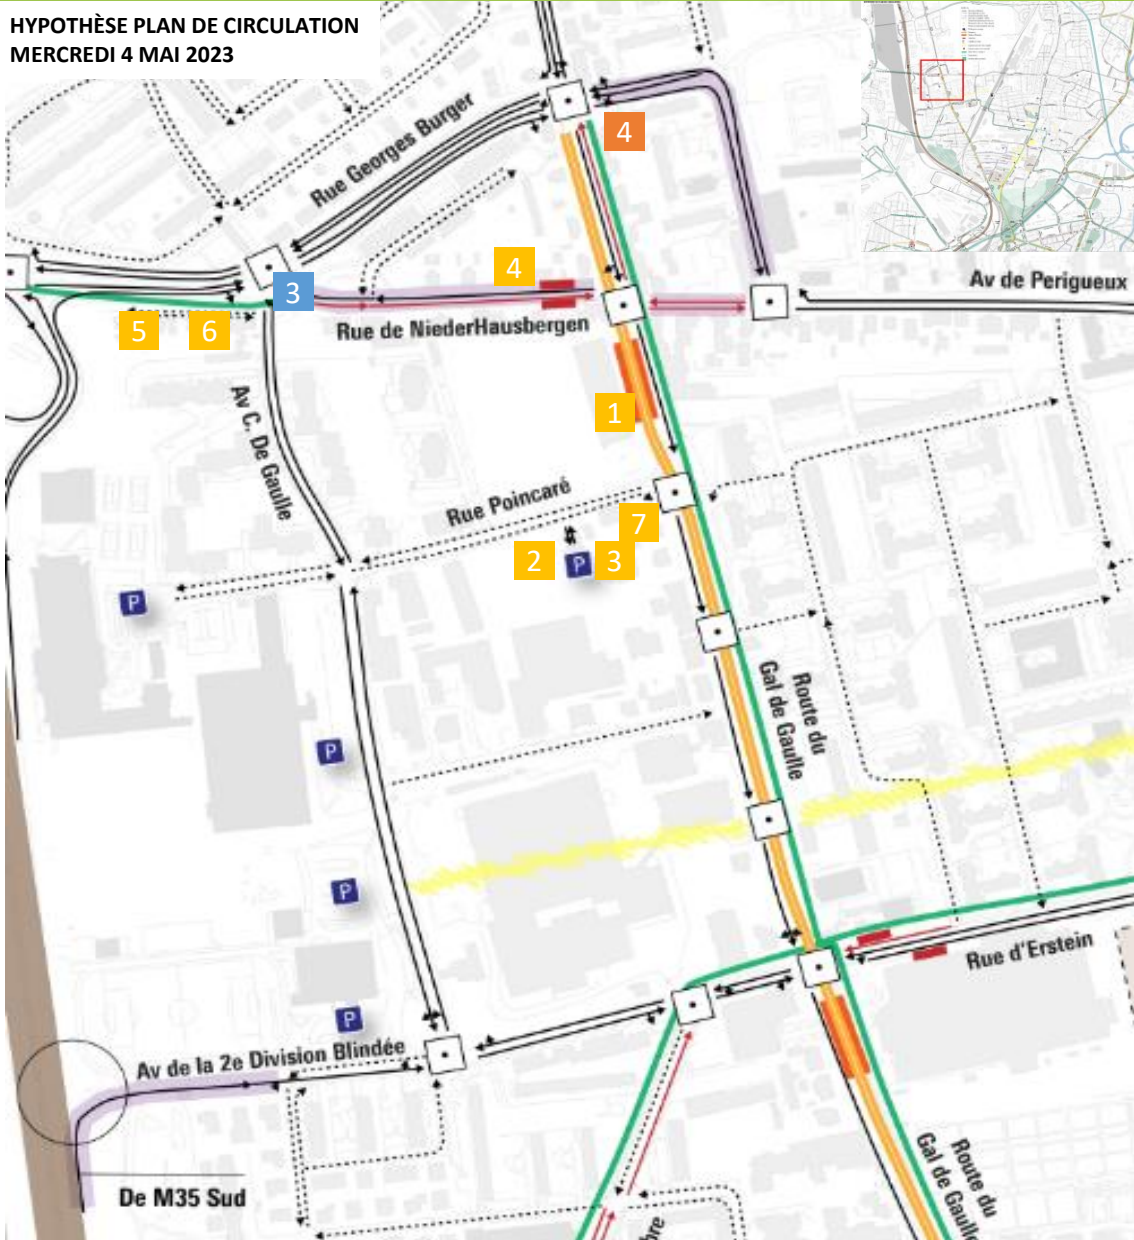 HYPOTHÈSE PLAN DE CIRCULATION
MERCREDI 4 MAI 2023
Rue Georges Burger
4
Av de Perigueux
4
3
Rue de NiederHausbergen
5
6
Av C. De Gaulle
1
Rue Poincaré
7
2
P
3
P
Route du
Gal de Gaulle
P
P
Rue d'Erstein
P
Av de la 2e Division Blindée
Route du
Gal de Gaulle
De M35 Sud
bre